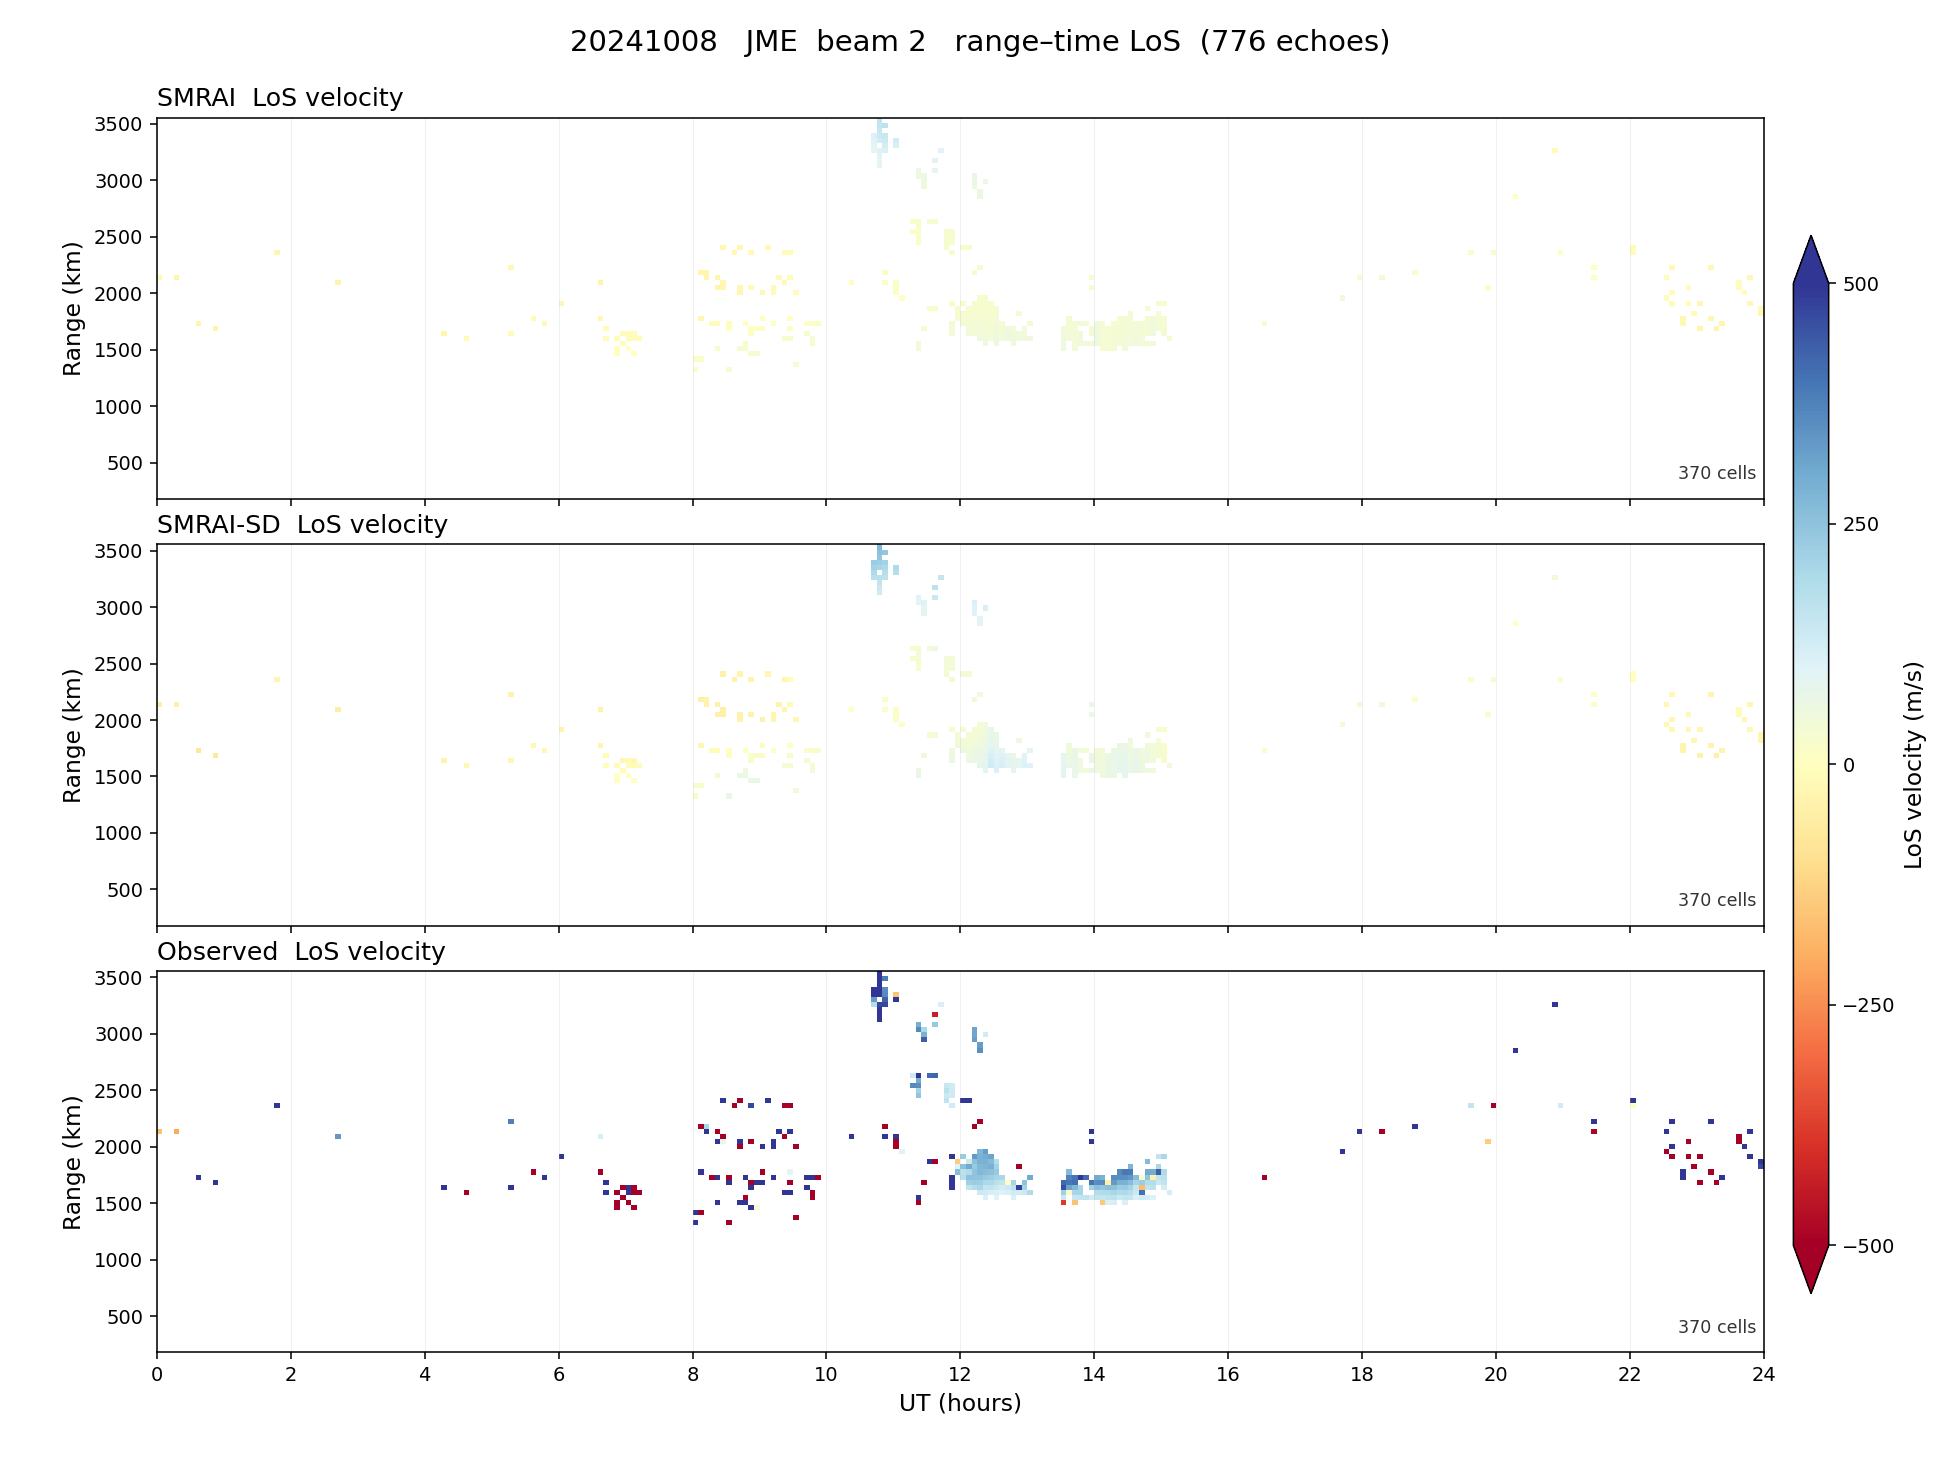 20241008   JME  beam 2   range–time LoS  (776 echoes)
SMRAI  LoS velocity
3500
3000
2500
2000
1500
1000
500
Range (km)
370 cells
SMRAI-SD  LoS velocity
3500
3000
2500
2000
1500
1000
500
Range (km)
370 cells
Observed  LoS velocity
3500
3000
2500
2000
1500
1000
500
Range (km)
370 cells
0 2 4 6 8 10 12 14 16 18 20 22 24
UT (hours)
500
250
0
−250
−500
LoS velocity (m/s)